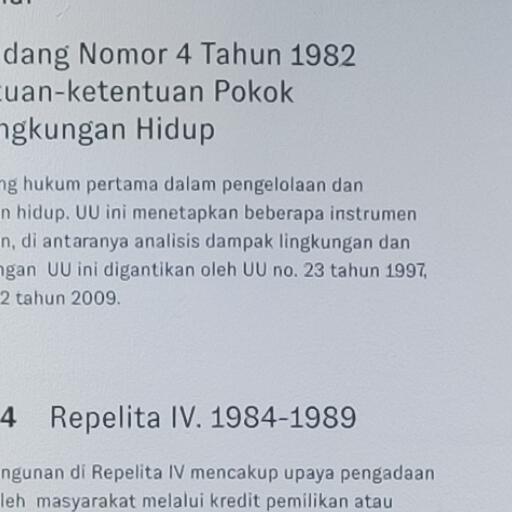 dang Nomor 4 Tahun 1982
tuan-ketentuan Pokok
ngkungan Hidup
ng hukum pertama dalam pengelolaan dan
n hidup. UU ini menetapkan beberapa instrumen
n, di antaranya analisis dampak lingkungan dan
ngan UU ini digantikan oleh UU no. 23 tahun 1997,
2 tahun 2009.
4 Repelita IV. 1984-1989
ngunan di Repelita IV mencakup upaya pengadaan
leh masyarakat melalui kredit pemilikan atau